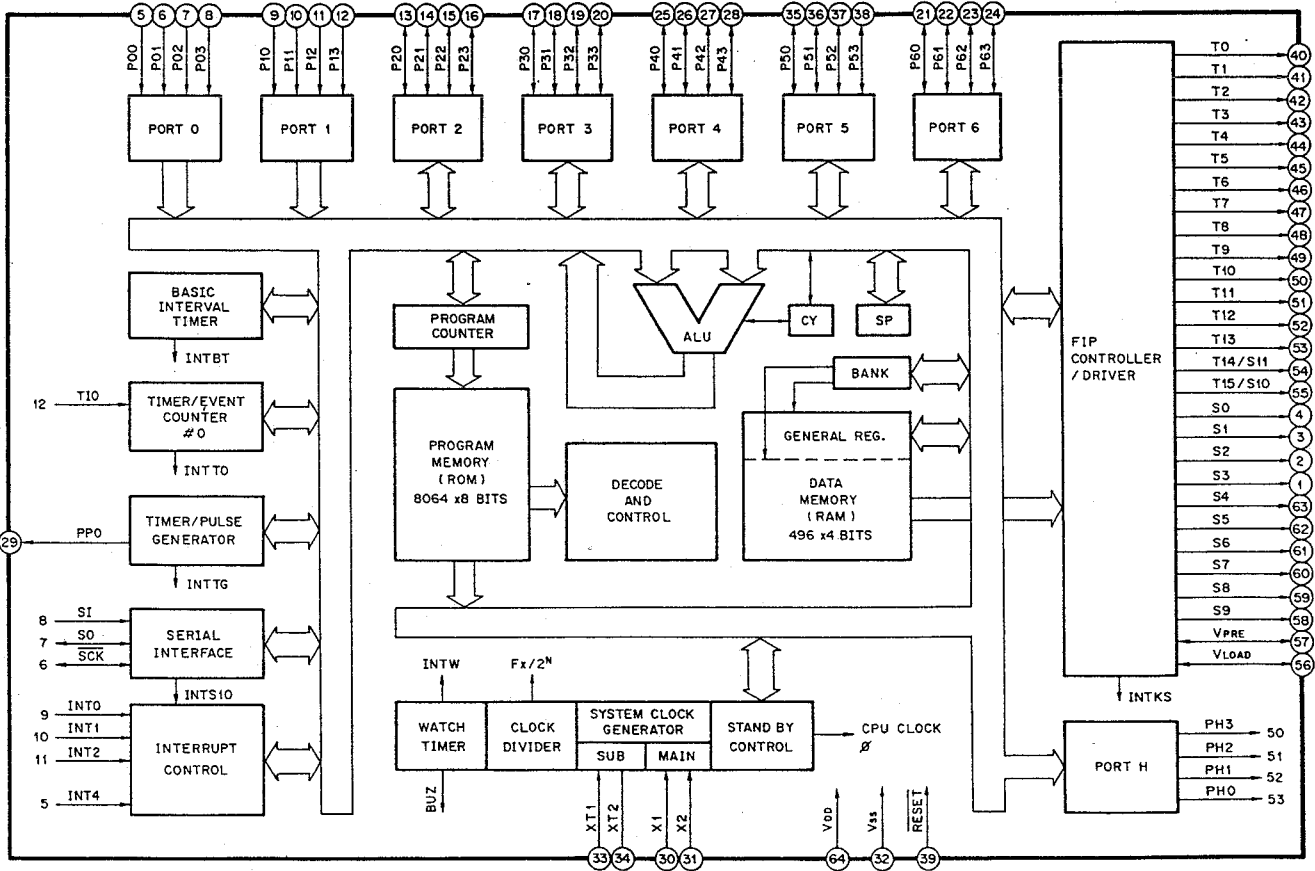 5 6 7 8 9 10 11 12 13 14 15 16 17 18 19 20 25 26 27 28 35 36 37 38 21 22 23 24
P00 P01 P02 P03 P10 P11 P12 P13 P20 P21 P22 P23 P30 P31 P32 P33 P40 P41 P42 P43 P50 P51 P52 P53 P60 P61 P62 P63
PORT 0 PORT 1 PORT 2 PORT 3 PORT 4 PORT 5 PORT 6
BASIC
INTERVAL
TIMER
INTBT
12 TI0
TIMER/EVENT
COUNTER
#0
INTT0
29 PPO
TIMER/PULSE
GENERATOR
INTTG
8 SI
7 SO
6 SCK
SERIAL
INTERFACE
INTSIO
9 INT0
10 INT1
11 INT2
5 INT4
INTERRUPT
CONTROL
PROGRAM
COUNTER
ALU
CY
SP
BANK
PROGRAM
MEMORY
(ROM)
8064 x8 BITS
DECODE
AND
CONTROL
GENERAL REG.
DATA
MEMORY
(RAM)
496 x4 BITS
INTW
Fx/2ᴺ
WATCH
TIMER
CLOCK
DIVIDER
SYSTEM CLOCK
GENERATOR
SUB MAIN
STAND BY
CONTROL
CPU CLOCK
Ø
BUZ
XT1 XT2 X1 X2 VDD VSS RESET
33 34 30 31 64 32 39
FIP
CONTROLLER
/DRIVER
T0 40
T1 41
T2 42
T3 43
T4 44
T5 45
T6 46
T7 47
T8 48
T9 49
T10 50
T11 51
T12 52
T13 53
T14/S11 54
T15/S10 55
S0 4
S1 3
S2 2
S3 1
S4 63
S5 62
S6 61
S7 60
S8 59
S9 58
VPRE 57
VLOAD 56
INTKS
PORT H
PH3 50
PH2 51
PH1 52
PH0 53